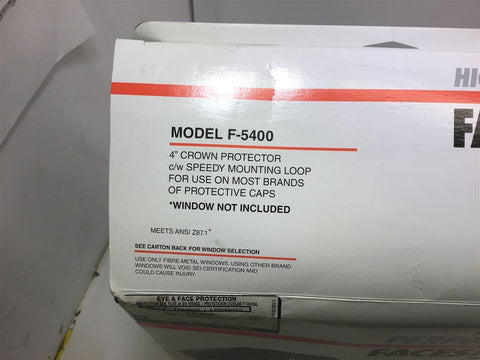 HI
FA
MODEL F-5400
4" CROWN PROTECTOR
c/w SPEEDY MOUNTING LOOP
FOR USE ON MOST BRANDS
OF PROTECTIVE CAPS
*WINDOW NOT INCLUDED
MEETS ANSI Z87.1+
SEE CARTON BACK FOR WINDOW SELECTION
USE ONLY FIBRE-METAL WINDOWS. USING OTHER BRAND
WINDOWS WILL VOID SEI CERTIFICATION AND
COULD CAUSE INJURY.
EYE & FACE PROTECTION